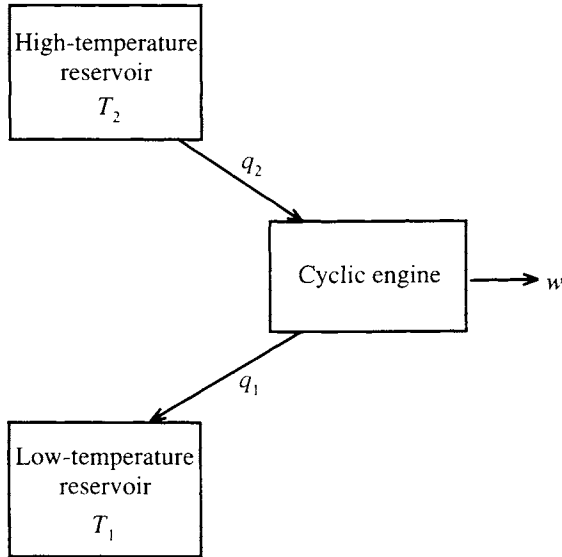 High-temperature
reservoir
T₂
q₂
Cyclic engine
w
q₁
Low-temperature
reservoir
T₁